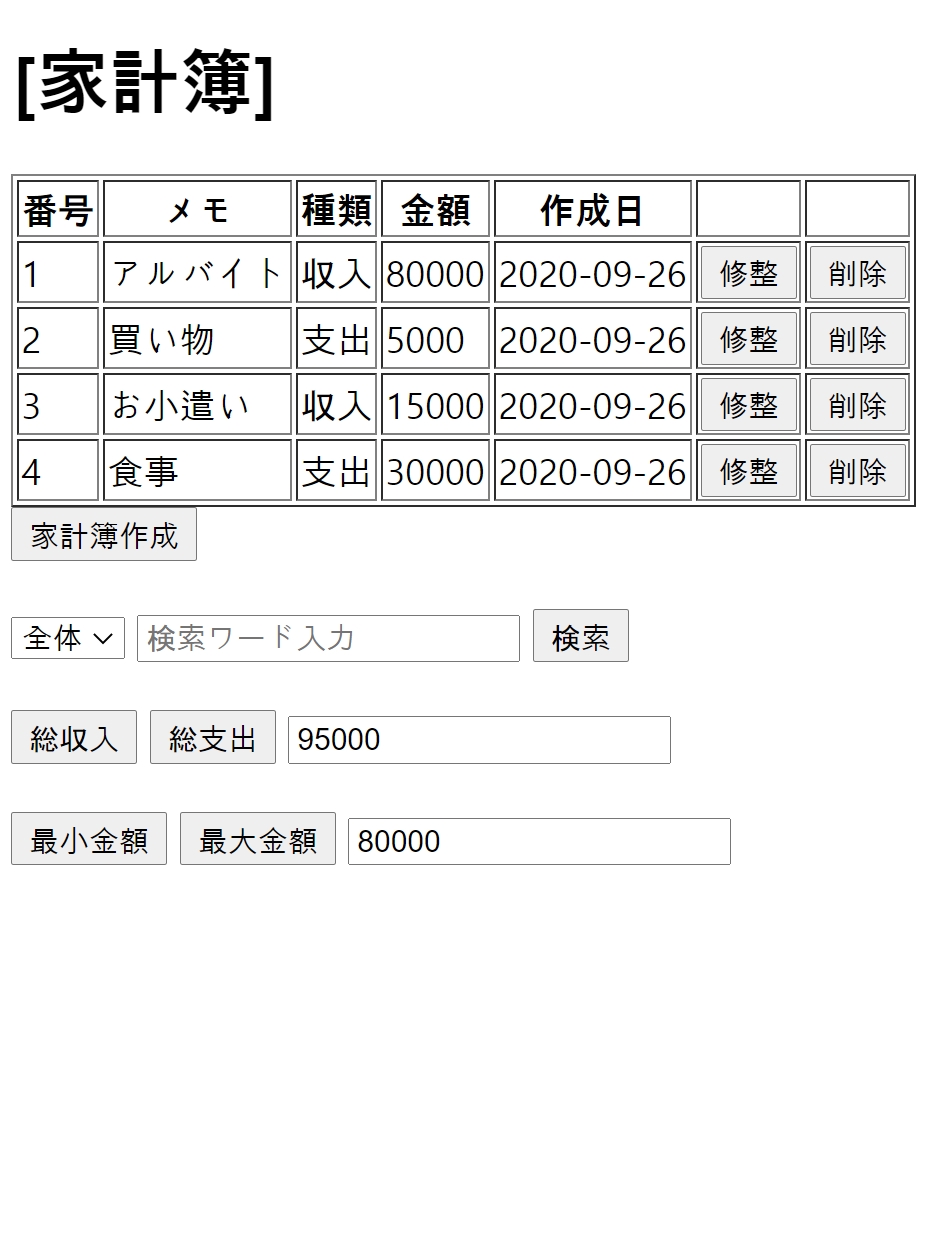 [家計簿]
番号 メモ 種類 金額 作成日
1 アルバイト 収入 80000 2020-09-26 修整 削除
2 買い物 支出 5000 2020-09-26 修整 削除
3 お小遣い 収入 15000 2020-09-26 修整 削除
4 食事 支出 30000 2020-09-26 修整 削除
家計簿作成
全体 検索ワード入力 検索
総収入 総支出 95000
最小金額 最大金額 80000